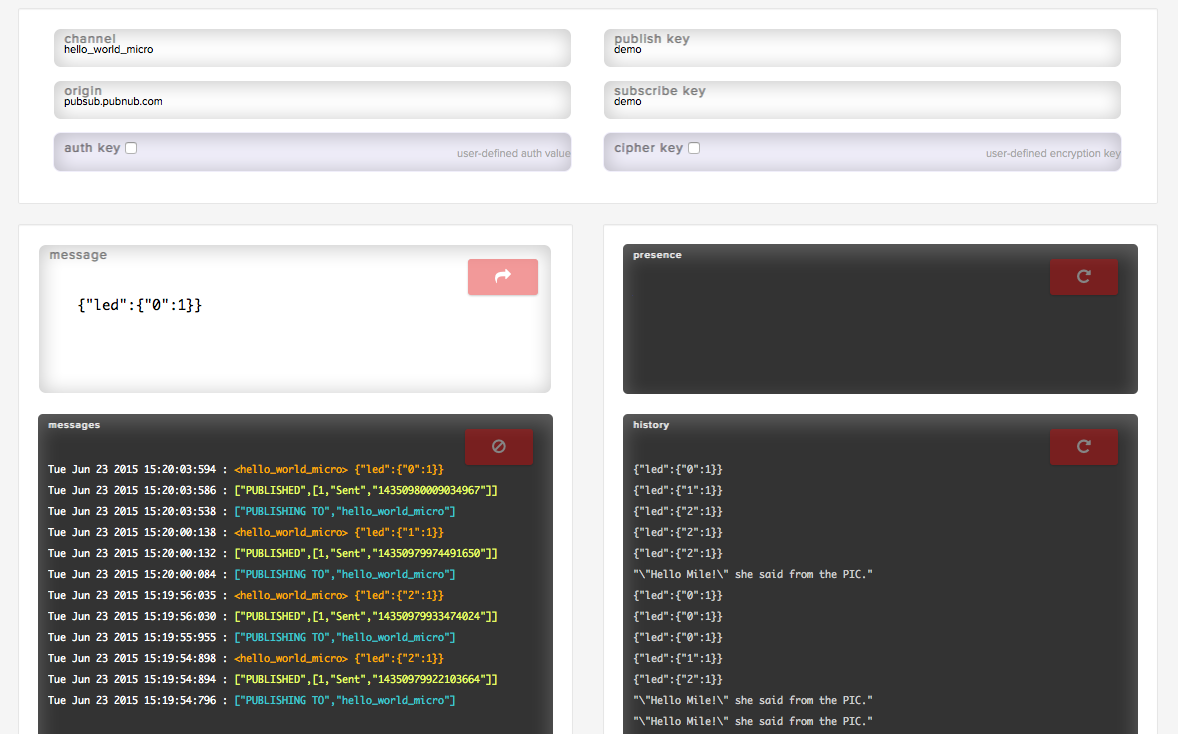 channel
hello_world_micro
publish key
demo
origin
pubsub.pubnub.com
subscribe key
demo
auth key
user-defined auth value
cipher key
user-defined encryption key
message
{"led":{"0":1}}
presence
messages
Tue Jun 23 2015 15:20:03:594 : <hello_world_micro> {"led":{"0":1}}
Tue Jun 23 2015 15:20:03:586 : ["PUBLISHED",[1,"Sent","14350980009034967"]]
Tue Jun 23 2015 15:20:03:538 : ["PUBLISHING TO","hello_world_micro"]
Tue Jun 23 2015 15:20:00:138 : <hello_world_micro> {"led":{"1":1}}
Tue Jun 23 2015 15:20:00:132 : ["PUBLISHED",[1,"Sent","14350979974491650"]]
Tue Jun 23 2015 15:20:00:084 : ["PUBLISHING TO","hello_world_micro"]
Tue Jun 23 2015 15:19:56:035 : <hello_world_micro> {"led":{"2":1}}
Tue Jun 23 2015 15:19:56:030 : ["PUBLISHED",[1,"Sent","14350979933474024"]]
Tue Jun 23 2015 15:19:55:955 : ["PUBLISHING TO","hello_world_micro"]
Tue Jun 23 2015 15:19:54:898 : <hello_world_micro> {"led":{"2":1}}
Tue Jun 23 2015 15:19:54:894 : ["PUBLISHED",[1,"Sent","14350979922103664"]]
Tue Jun 23 2015 15:19:54:796 : ["PUBLISHING TO","hello_world_micro"]
history
{"led":{"0":1}}
{"led":{"1":1}}
{"led":{"2":1}}
{"led":{"2":1}}
{"led":{"2":1}}
"\"Hello Mile!\" she said from the PIC."
{"led":{"0":1}}
{"led":{"0":1}}
{"led":{"0":1}}
{"led":{"1":1}}
{"led":{"2":1}}
"\"Hello Mile!\" she said from the PIC."
"\"Hello Mile!\" she said from the PIC."